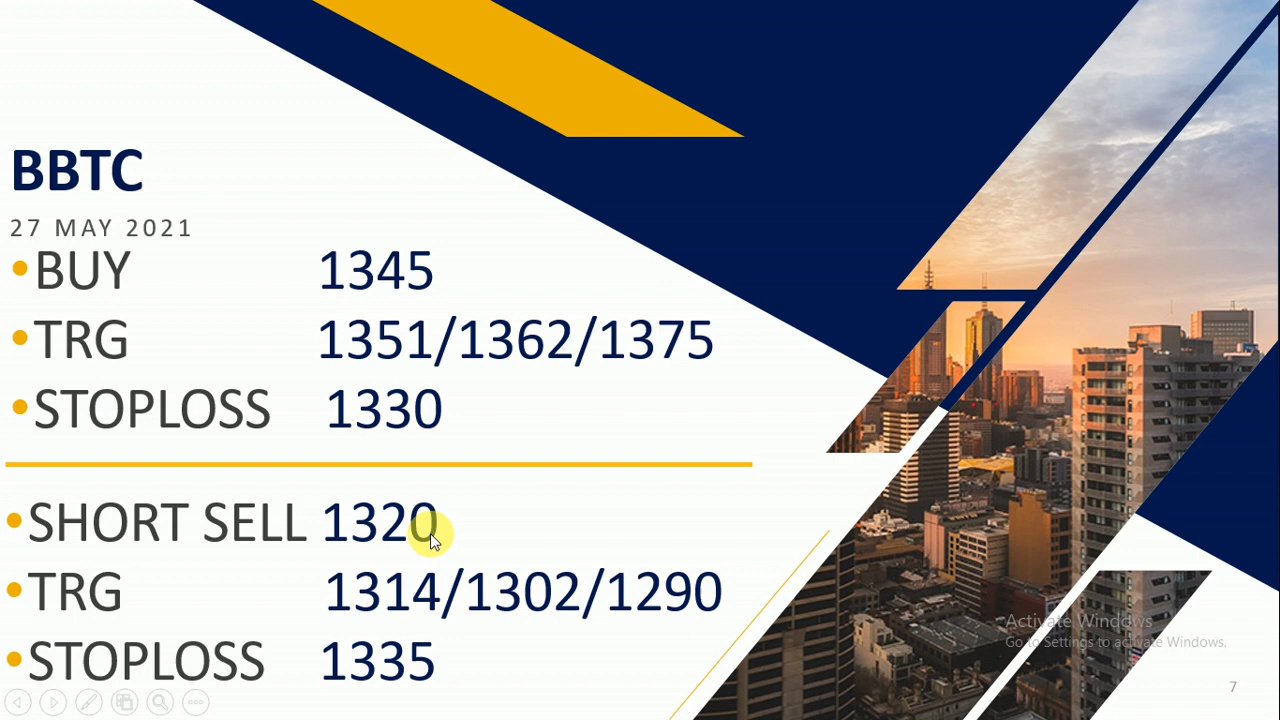 BBTC
27 MAY 2021
•BUY 1345
•TRG 1351/1362/1375
•STOPLOSS 1330
•SHORT SELL 1320
•TRG 1314/1302/1290
•STOPLOSS 1335
Activate Windows
Go to Settings to activate Windows.
7